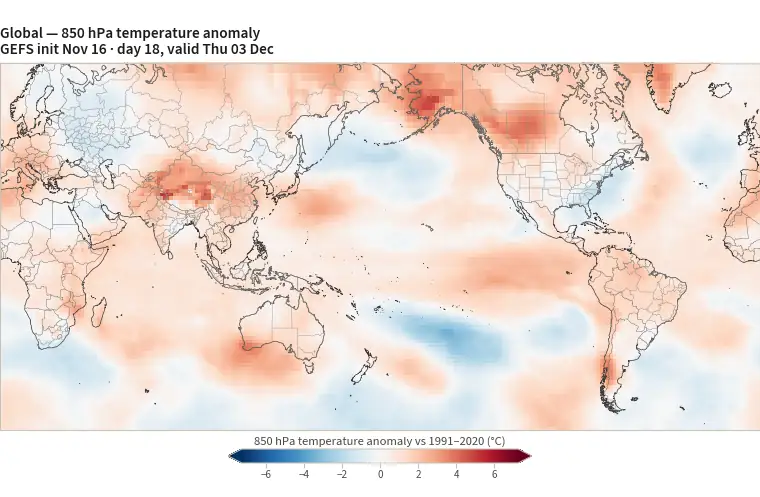 Global — 850 hPa temperature anomaly
GEFS init Nov 16 · day 18, valid Thu 03 Dec
850 hPa temperature anomaly vs 1991–2020 (°C)
−6 −4 −2 0 2 4 6